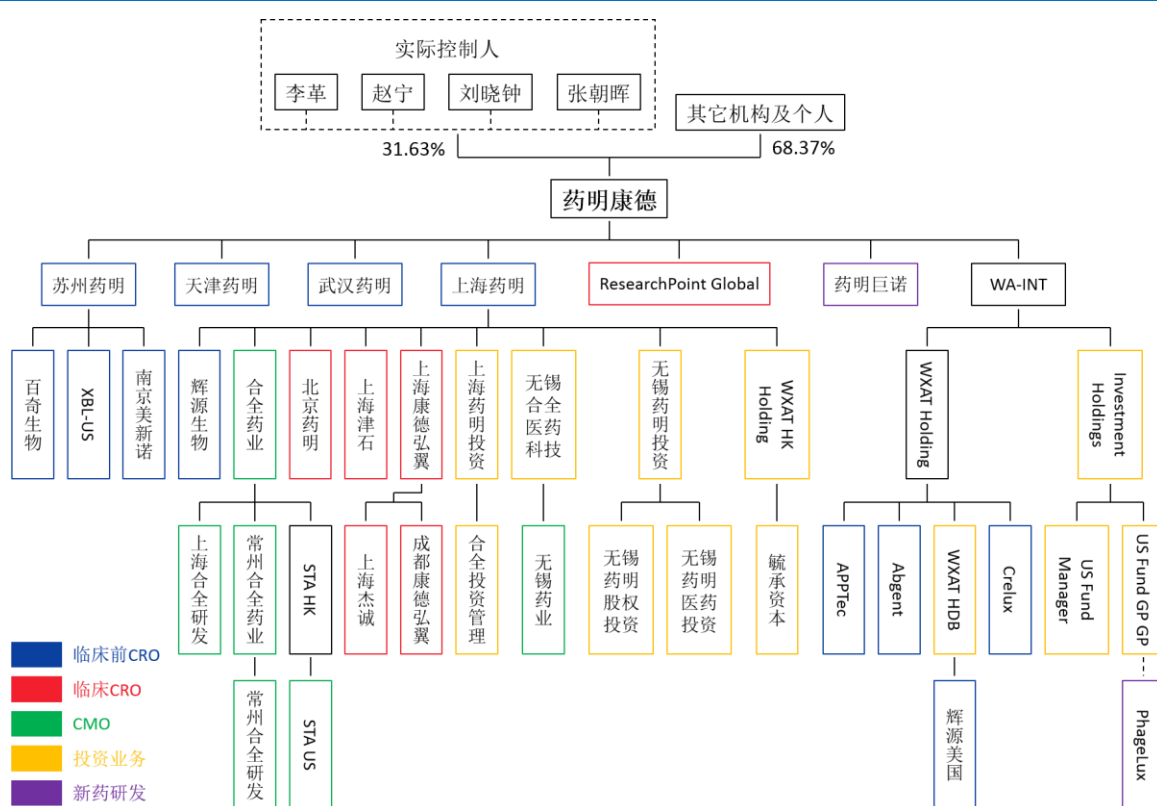 实际控制人
李革
赵宁
刘晓钟
张朝晖
其它机构及个人
31.63%
68.37%
药明康德
苏州药明
天津药明
武汉药明
上海药明
ResearchPoint Global
药明巨诺
WA-INT
百奇生物
XBL-US
南京美新诺
辉源生物
合全药业
北京药明
上海津石
上海康德弘翼
上海药明投资
无锡合全医药科技
无锡药明投资
WXAT HK
Holding
WXAT Holding
Investment
Holdings
上海合全研发
常州合全药业
STA HK
上海杰诚
成都康德弘翼
合全投资管理
无锡药业
无锡药明股权投资
无锡药明医药投资
毓承资本
APPTec
Abgent
WXAT HDB
Crelux
US Fund
Manager
US Fund GP GP
常州合全研发
STA US
辉源美国
PhageLux
临床前CRO
临床CRO
CMO
投资业务
新药研发